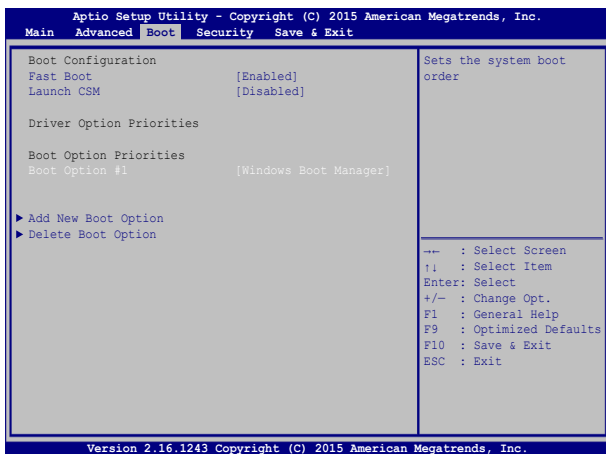 Aptio Setup Utility - Copyright (C) 2015 American Megatrends, Inc.
Main Advanced Boot Security Save & Exit
Boot Configuration
Fast Boot [Enabled]
Launch CSM [Disabled]
Driver Option Priorities
Boot Option Priorities
Boot Option #1 [Windows Boot Manager]
▶ Add New Boot Option
▶ Delete Boot Option
Sets the system boot
order
→← : Select Screen
↑↓ : Select Item
Enter: Select
+/— : Change Opt.
F1 : General Help
F9 : Optimized Defaults
F10 : Save & Exit
ESC : Exit
Version 2.16.1243 Copyright (C) 2015 American Megatrends, Inc.